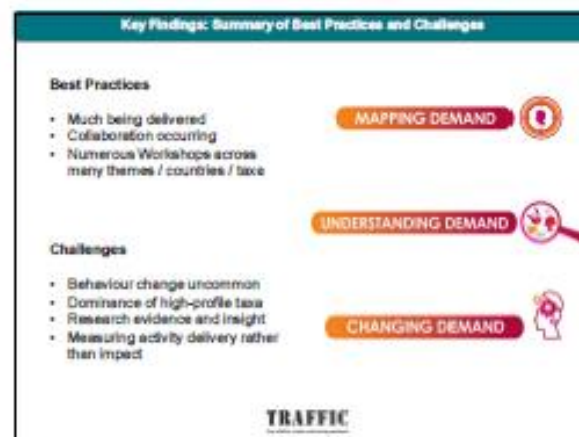 Key Findings: Summary of Best Practices and Challenges
Best Practices
• Much being delivered
• Collaboration occurring
• Numerous Workshops across
many themes / countries / taxa
Challenges
• Behaviour change uncommon
• Dominance of high-profile taxa
• Research evidence and insight
• Measuring activity delivery rather
than impact
MAPPING DEMAND
UNDERSTANDING DEMAND
CHANGING DEMAND
TRAFFIC